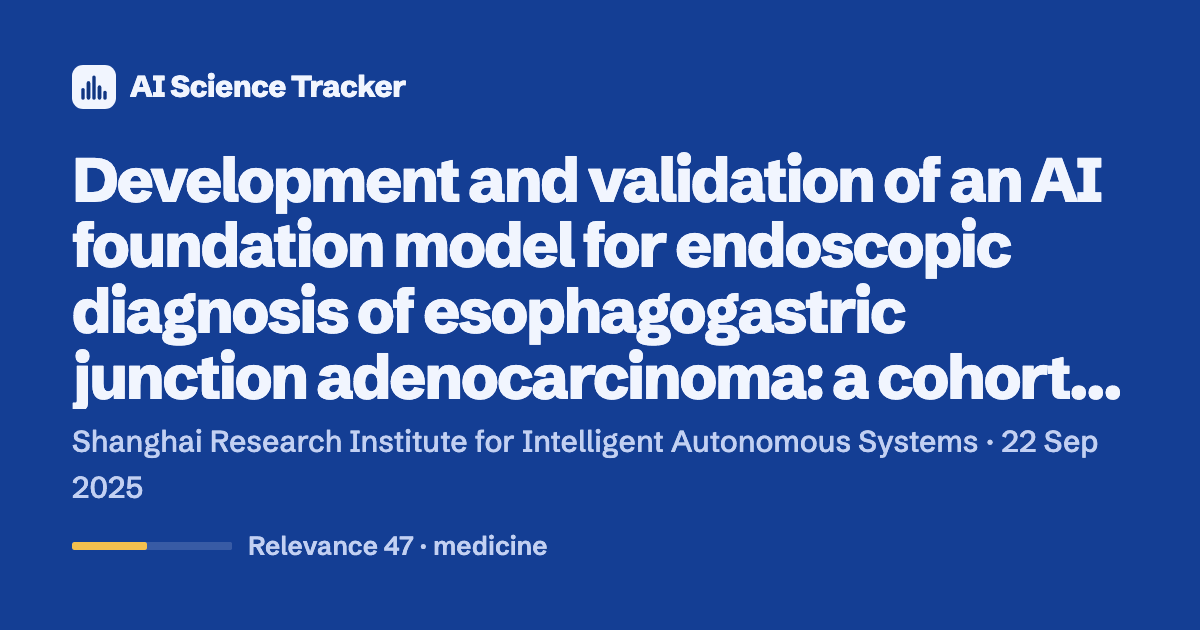 AI Science Tracker
Development and validation of an AI
foundation model for endoscopic
diagnosis of esophagogastric
junction adenocarcinoma: a cohort...
Shanghai Research Institute for Intelligent Autonomous Systems · 22 Sep
2025
Relevance 47 · medicine